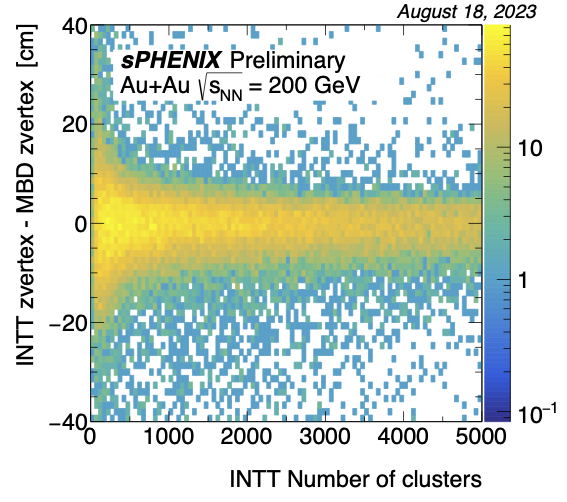 August 18, 2023
sPHENIX Preliminary
Au+Au √sNN = 200 GeV
INTT zvertex - MBD zvertex [cm]
40
20
0
−20
−40
0 1000 2000 3000 4000 5000
INTT Number of clusters
10
1
10−1